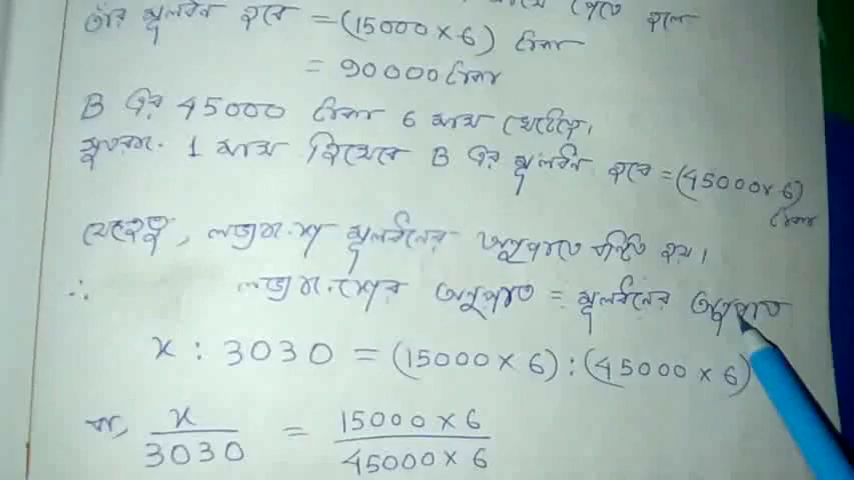 তার মূলধন হবে = (15000 × 6) টাকা
= 90000 টাকা
B এর 45000 টাকা 6 মাস খেটেছে।
সুতরাং 1 মাস হিসেবে B এর মূলধন হবে = (45000 × 6) টাকা
যেহেতু, লভ্যাংশ মূলধনের অনুপাতে বন্টিত হয়।
∴ লভ্যাংশের অনুপাত = মূলধনের অনুপাত
x : 3030 = (15000 × 6) : (45000 × 6)
বা, x/3030 = 15000 × 6/45000 × 6